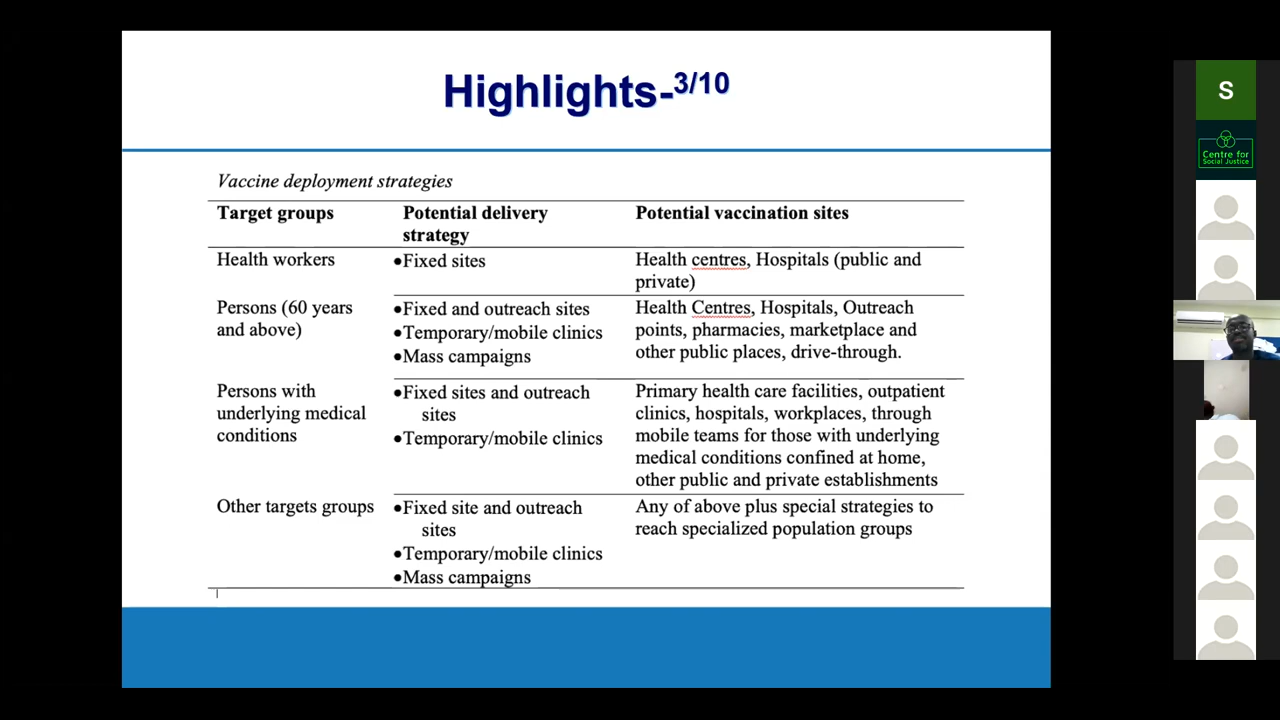 Highlights-3/10
Vaccine deployment strategies
Target groups
Potential delivery
strategy
Potential vaccination sites
Health workers
•Fixed sites
Health centres, Hospitals (public and
private)
Persons (60 years
and above)
•Fixed and outreach sites
•Temporary/mobile clinics
•Mass campaigns
Health Centres, Hospitals, Outreach
points, pharmacies, marketplace and
other public places, drive-through.
Persons with
underlying medical
conditions
•Fixed sites and outreach
sites
•Temporary/mobile clinics
Primary health care facilities, outpatient
clinics, hospitals, workplaces, through
mobile teams for those with underlying
medical conditions confined at home,
other public and private establishments
Other targets groups
•Fixed site and outreach
sites
•Temporary/mobile clinics
•Mass campaigns
Any of above plus special strategies to
reach specialized population groups
S
Centre for
Social Justice